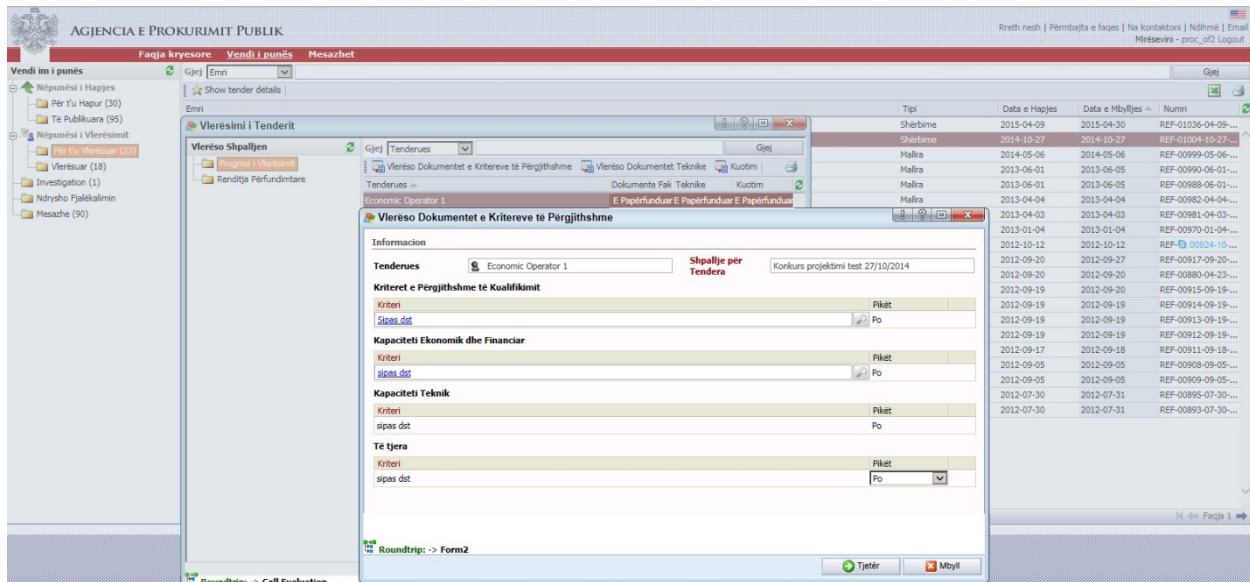 AGJENCIA E PROKURIMIT PUBLIK
Rreth nesh | Përmbajta e faqes | Na kontaktoni | Ndihmë | Email
Mirësevini - proc_of2 Logout
Faqja kryesore Vendi i punës Mesazhet
Vendi im i punës
Gjej Emri Gjej
Nëpunësi i Hapjes
Për t'u Hapur (30)
Të Publikuara (95)
Nëpunësi i Vlerësimit
Për t'u Vlerësuar (23)
Vlerësuar (18)
Investigation (1)
Ndrysho Fjalëkalimin
Mesazhe (90)
Show tender details
Emri Tipi Data e Hapjes Data e Mbylljes Numri
Shërbime 2015-04-09 2015-04-30 REF-01036-04-09-...
Shërbime 2014-10-27 2014-10-27 REF-01004-10-27-...
Mallra 2014-05-06 2014-05-06 REF-00999-05-06-...
Mallra 2013-06-01 2013-06-05 REF-00990-06-01-...
Mallra 2013-06-01 2013-06-05 REF-00988-06-01-...
Mallra 2013-04-04 2013-04-04 REF-00982-04-04-...
2013-04-03 2013-04-03 REF-00981-04-03-...
2013-01-04 2013-01-04 REF-00970-01-04-...
2012-10-12 2012-10-12 REF- 00924-10-...
2012-09-20 2012-09-27 REF-00917-09-20-...
2012-09-20 2012-09-20 REF-00880-04-23-...
2012-09-19 2012-09-20 REF-00915-09-19-...
2012-09-19 2012-09-19 REF-00914-09-19-...
2012-09-19 2012-09-19 REF-00913-09-19-...
2012-09-19 2012-09-19 REF-00912-09-19-...
2012-09-17 2012-09-18 REF-00911-09-18-...
2012-09-05 2012-09-05 REF-00908-09-05-...
2012-09-05 2012-09-05 REF-00909-09-05-...
2012-07-30 2012-07-31 REF-00895-07-30-...
2012-07-30 2012-07-31 REF-00893-07-30-...
Faqja 1
Vlerësimi i Tenderit
Vlerëso Shpalljen
Progresi i Vlerësimit
Renditja Përfundimtare
Gjej Tenderues Gjej
Vlerëso Dokumentet e Kritereve të Përgjithshme Vlerëso Dokumentet Teknike Kuotim
Tenderues Dokumente Fak Teknike Kuotim
Economic Operator 1 E Papërfunduar E Papërfunduar E Papërfunduar
Vlerëso Dokumentet e Kritereve të Përgjithshme
Informacion
Tenderues Economic Operator 1 Shpallje për Tendera Konkurs projektimi test 27/10/2014
Kriteret e Përgjithshme të Kualifikimit
Kriteri Pikët
Sipas dst Po
Kapaciteti Ekonomik dhe Financiar
Kriteri Pikët
sipas dst Po
Kapaciteti Teknik
Kriteri Pikët
sipas dst Po
Të tjera
Kriteri Pikët
sipas dst Po
Roundtrip: -> Form2
Tjetër Mbyll
Roundtrip: -> Call Evaluation